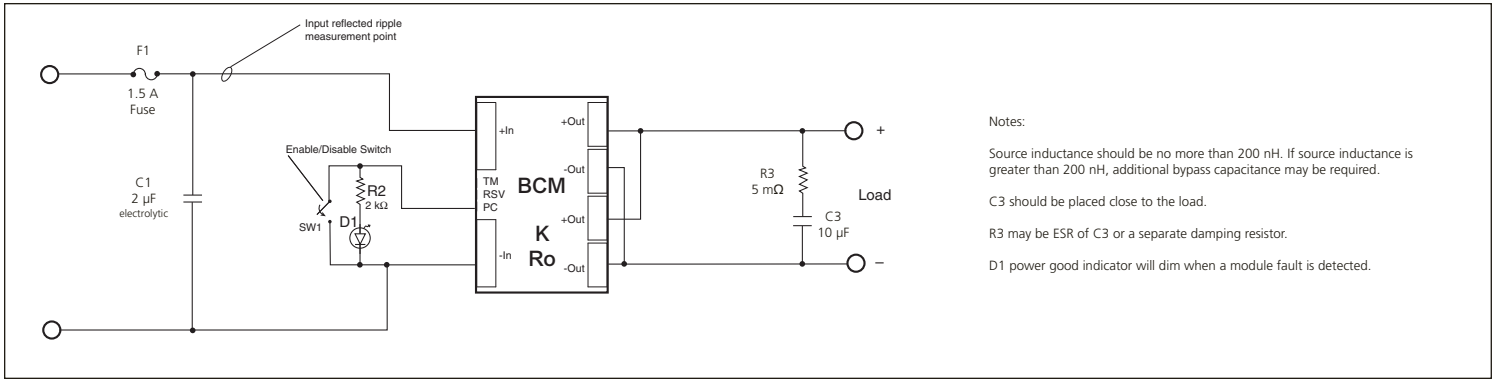 Input reflected ripple
measurement point
F1
1.5 A
Fuse
C1
2 µF
electrolytic
Enable/Disable Switch
SW1
R2
2 kΩ
D1
+In
TM
RSV
PC
-In
BCM
K
Ro
+Out
-Out
+Out
-Out
R3
5 mΩ
C3
10 µF
+
Load
–
Notes:
Source inductance should be no more than 200 nH. If source inductance is
greater than 200 nH, additional bypass capacitance may be required.
C3 should be placed close to the load.
R3 may be ESR of C3 or a separate damping resistor.
D1 power good indicator will dim when a module fault is detected.